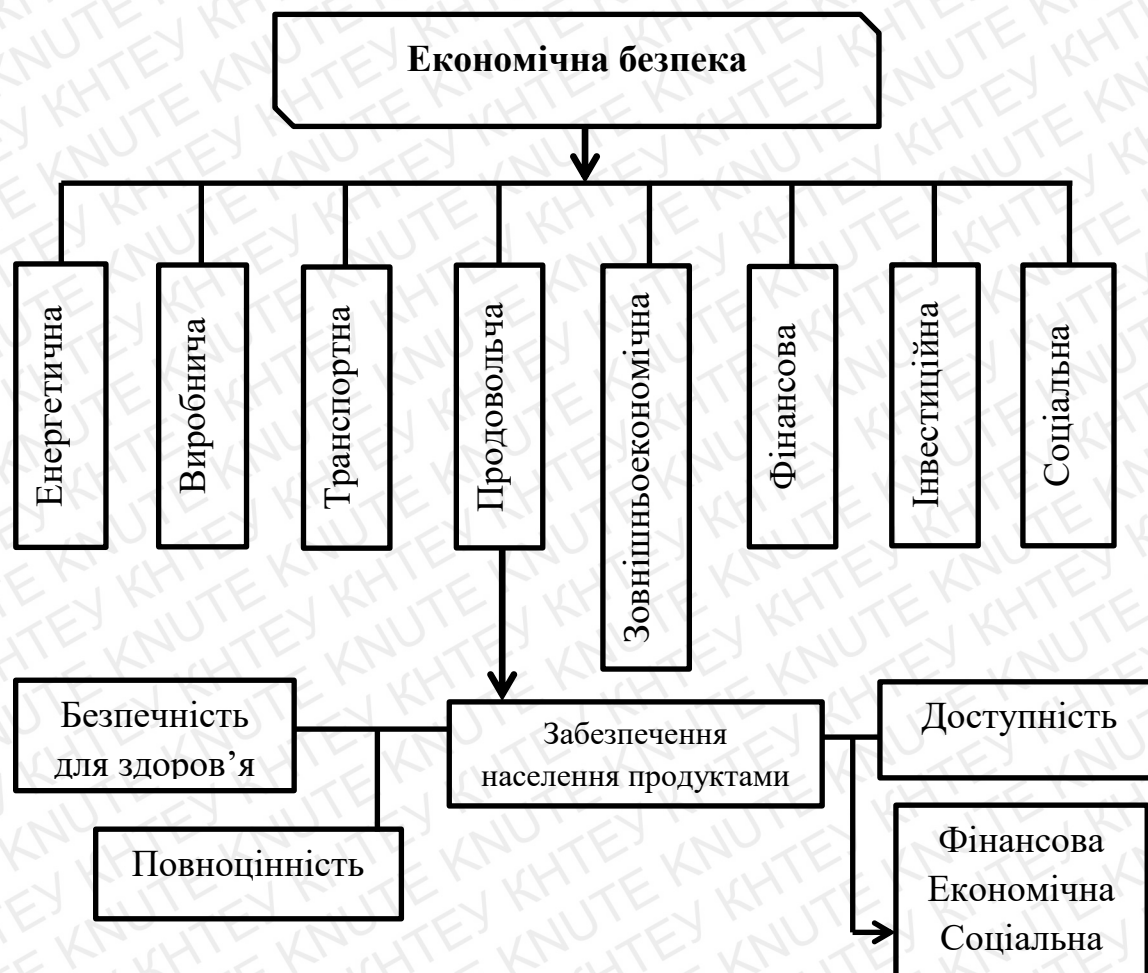 Економічна безпека
Енергетична
Виробнича
Транспортна
Продовольча
Зовнішньоекономічна
Фінансова
Інвестиційна
Соціальна
Безпечність
для здоров’я
Забезпечення
населення продуктами
Доступність
Повноцінність
Фінансова
Економічна
Соціальна